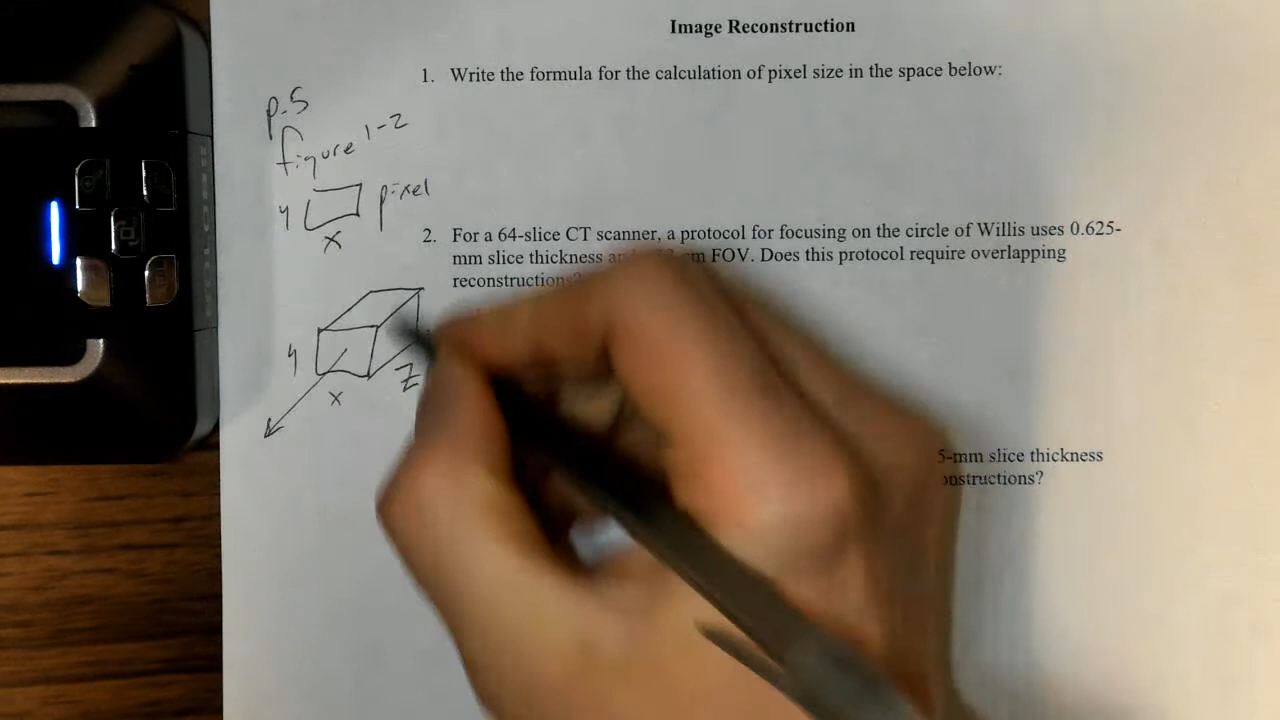 Image Reconstruction
1. Write the formula for the calculation of pixel size in the space below:
p.5
figure 1-2
y pixel
x
2. For a 64-slice CT scanner, a protocol for focusing on the circle of Willis uses 0.625-
mm slice thickness FOV. Does this protocol require overlapping
reconstructions?
y
z
x
5-mm slice thickness